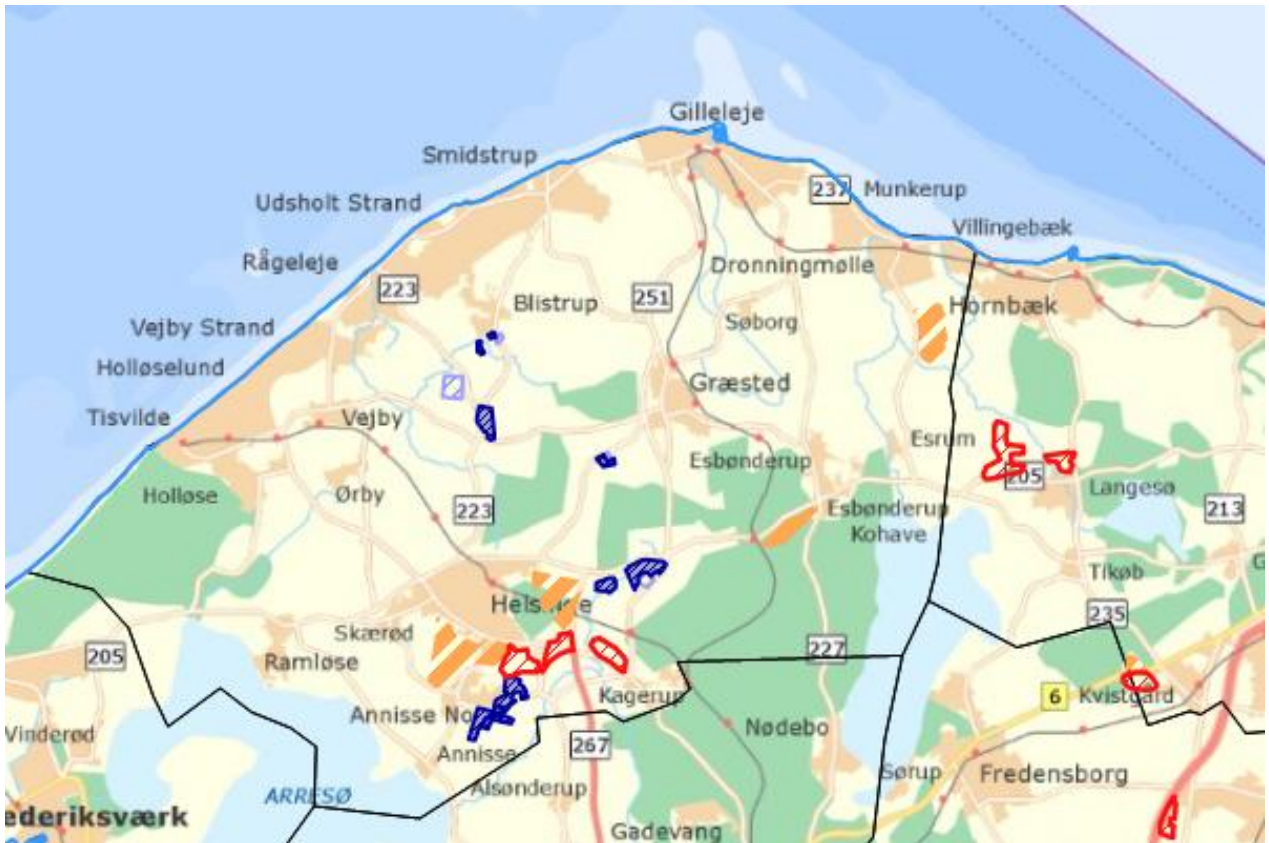 Gilleleje
Smidstrup
237
Munkerup
Udsholt Strand
Villingebæk
Rågeleje
Dronningmølle
223
251
Blistrup
Hornbæk
Vejby Strand
Søborg
Holløselund
Græsted
Tisvilde
Vejby
Esrum
Esbønderup
205
Langesø
Holløse
Ørby
223
Esbønderup
Kohave
213
Tikøb
235
Skærød
205
Ramløse
227
Kagerup
6
Kvistgård
Annisse No
Vinderød
Annisse
267
Nødebo
Sørup
Fredensborg
ARRESØ
Alsønderup
ederiksværk
Gadevang